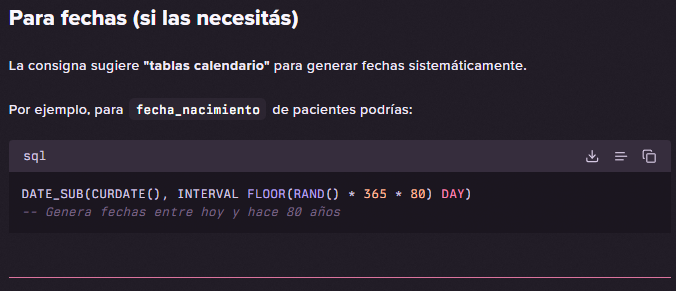 Para fechas (si las necesitás)
La consigna sugiere "tablas calendario" para generar fechas sistemáticamente.
Por ejemplo, para fecha_nacimiento de pacientes podrías:
sql
DATE_SUB(CURDATE(), INTERVAL FLOOR(RAND() * 365 * 80) DAY)
-- Genera fechas entre hoy y hace 80 años